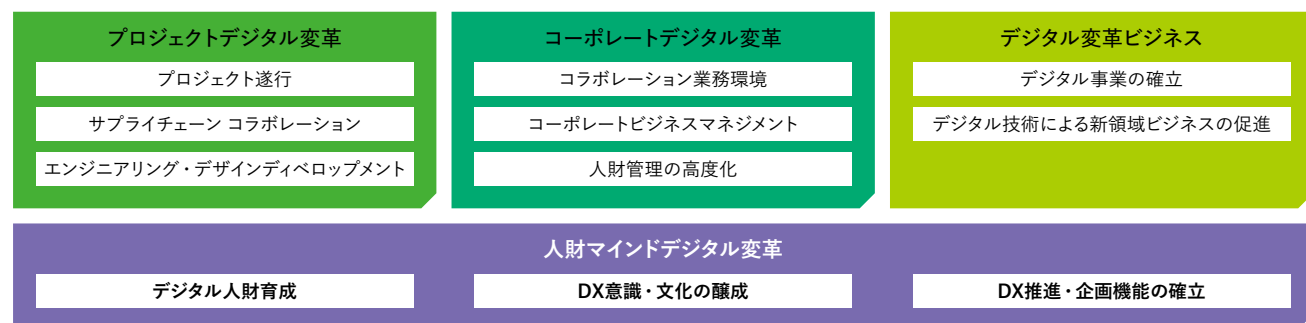 プロジェクトデジタル変革
プロジェクト遂行
サプライチェーン コラボレーション
エンジニアリング・デザインディベロップメント
コーポレートデジタル変革
コラボレーション業務環境
コーポレートビジネスマネジメント
人財管理の高度化
デジタル変革ビジネス
デジタル事業の確立
デジタル技術による新領域ビジネスの促進
人財マインドデジタル変革
デジタル人財育成
DX意識・文化の醸成
DX推進・企画機能の確立